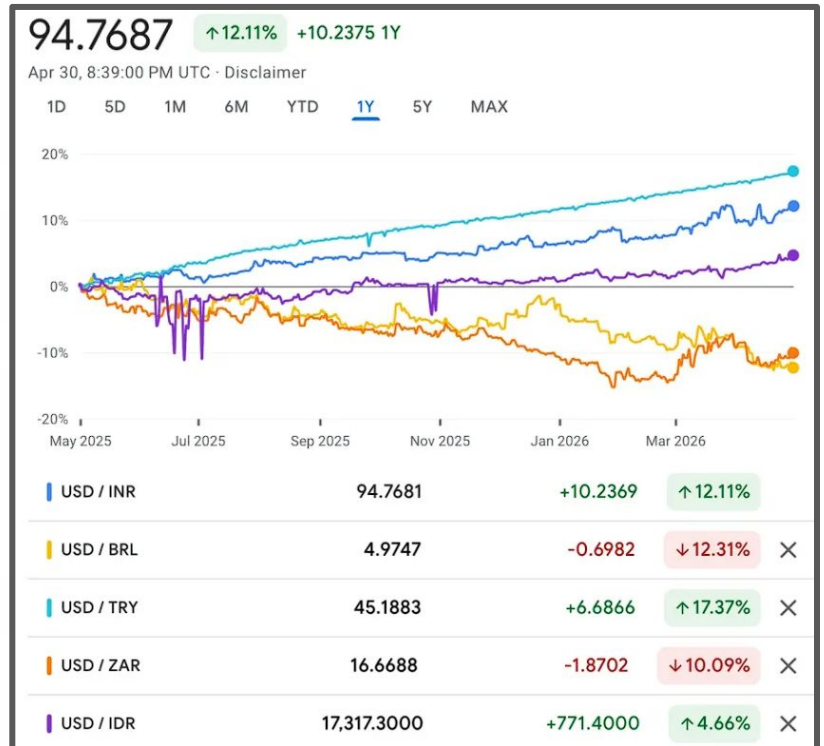 94.7687 ↑12.11% +10.2375 1Y
Apr 30, 8:39:00 PM UTC · Disclaimer
1D 5D 1M 6M YTD 1Y 5Y MAX
20%
10%
0%
-10%
-20%
May 2025 Jul 2025 Sep 2025 Nov 2025 Jan 2026 Mar 2026
USD / INR 94.7681 +10.2369 ↑12.11%
USD / BRL 4.9747 -0.6982 ↓12.31% ×
USD / TRY 45.1883 +6.6866 ↑17.37% ×
USD / ZAR 16.6688 -1.8702 ↓10.09% ×
USD / IDR 17,317.3000 +771.4000 ↑4.66% ×